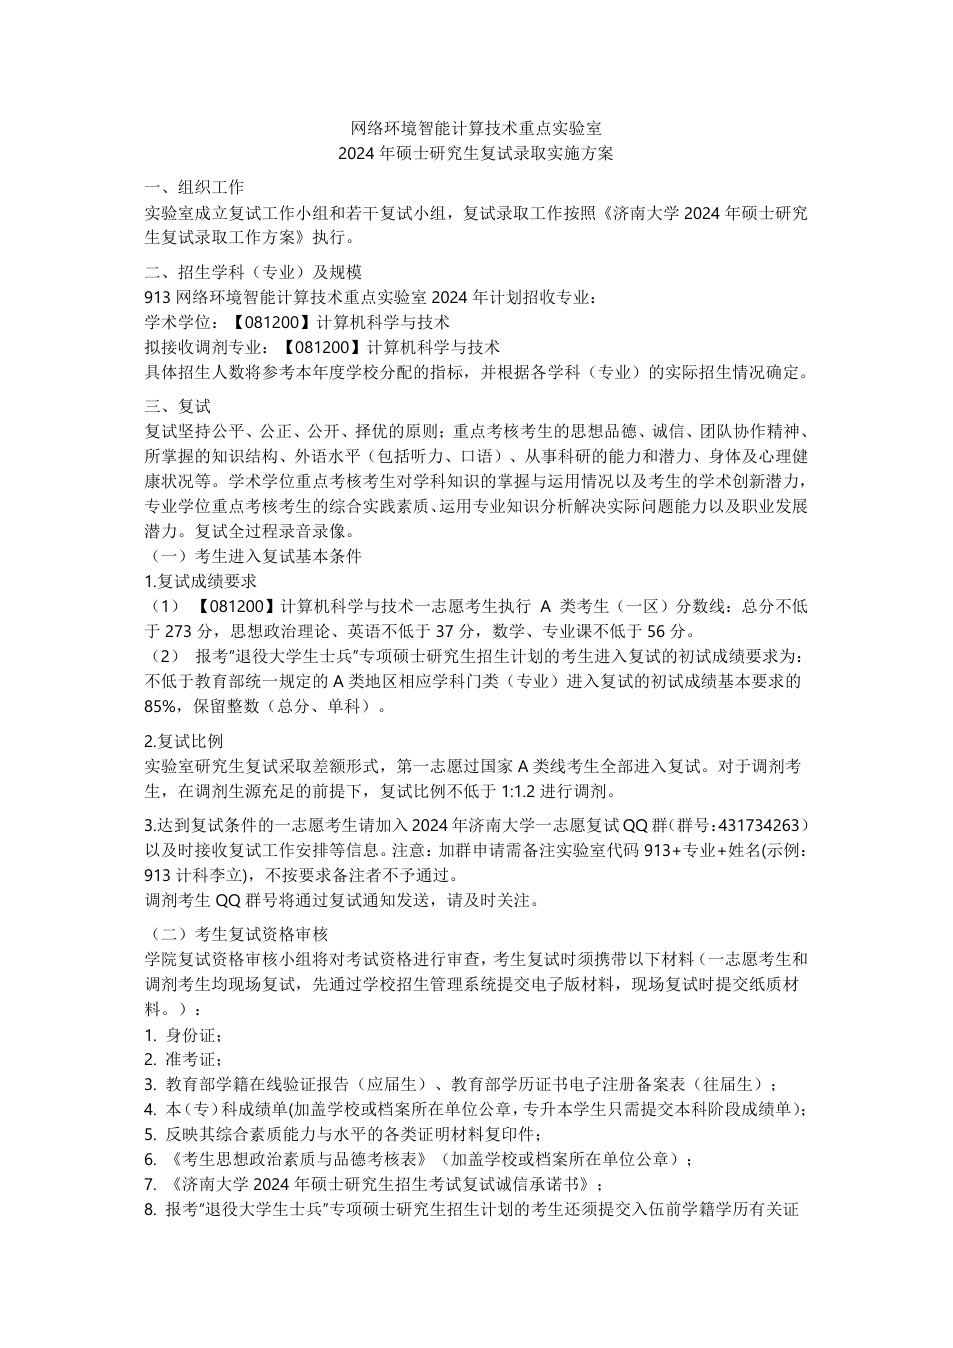 网络环境智能计算技术重点实验室
2024 年硕士研究生复试录取实施方案
一、组织工作
实验室成立复试工作小组和若干复试小组，复试录取工作按照《济南大学 2024 年硕士研究
生复试录取工作方案》执行。
二、招生学科（专业）及规模
913 网络环境智能计算技术重点实验室 2024 年计划招收专业：
学术学位：【081200】计算机科学与技术
拟接收调剂专业：【081200】计算机科学与技术
具体招生人数将参考本年度学校分配的指标，并根据各学科（专业）的实际招生情况确定。
三、复试
复试坚持公平、公正、公开、择优的原则；重点考核考生的思想品德、诚信、团队协作精神、
所掌握的知识结构、外语水平（包括听力、口语）、从事科研的能力和潜力、身体及心理健
康状况等。学术学位重点考核考生对学科知识的掌握与运用情况以及考生的学术创新潜力，
专业学位重点考核考生的综合实践素质、运用专业知识分析解决实际问题能力以及职业发展
潜力。复试全过程录音录像。
（一）考生进入复试基本条件
1.复试成绩要求
（1） 【081200】计算机科学与技术一志愿考生执行 A 类考生（一区）分数线：总分不低
于 273 分，思想政治理论、英语不低于 37 分，数学、专业课不低于 56 分。
（2） 报考“退役大学生士兵”专项硕士研究生招生计划的考生进入复试的初试成绩要求为：
不低于教育部统一规定的 A 类地区相应学科门类（专业）进入复试的初试成绩基本要求的
85%，保留整数（总分、单科）。
2.复试比例
实验室研究生复试采取差额形式，第一志愿过国家 A 类线考生全部进入复试。对于调剂考
生，在调剂生源充足的前提下，复试比例不低于 1:1.2 进行调剂。
3.达到复试条件的一志愿考生请加入 2024 年济南大学一志愿复试 QQ 群（群号：431734263）
以及时接收复试工作安排等信息。注意：加群申请需备注实验室代码 913+专业+姓名(示例：
913 计科李立)，不按要求备注者不予通过。
调剂考生 QQ 群号将通过复试通知发送，请及时关注。
（二）考生复试资格审核
学院复试资格审核小组将对考试资格进行审查，考生复试时须携带以下材料（一志愿考生和
调剂考生均现场复试，先通过学校招生管理系统提交电子版材料，现场复试时提交纸质材
料。）：
1. 身份证；
2. 准考证；
3. 教育部学籍在线验证报告（应届生）、教育部学历证书电子注册备案表（往届生）；
4. 本（专）科成绩单(加盖学校或档案所在单位公章，专升本学生只需提交本科阶段成绩单）；
5. 反映其综合素质能力与水平的各类证明材料复印件；
6. 《考生思想政治素质与品德考核表》（加盖学校或档案所在单位公章）；
7. 《济南大学 2024 年硕士研究生招生考试复试诚信承诺书》；
8. 报考“退役大学生士兵”专项硕士研究生招生计划的考生还须提交入伍前学籍学历有关证